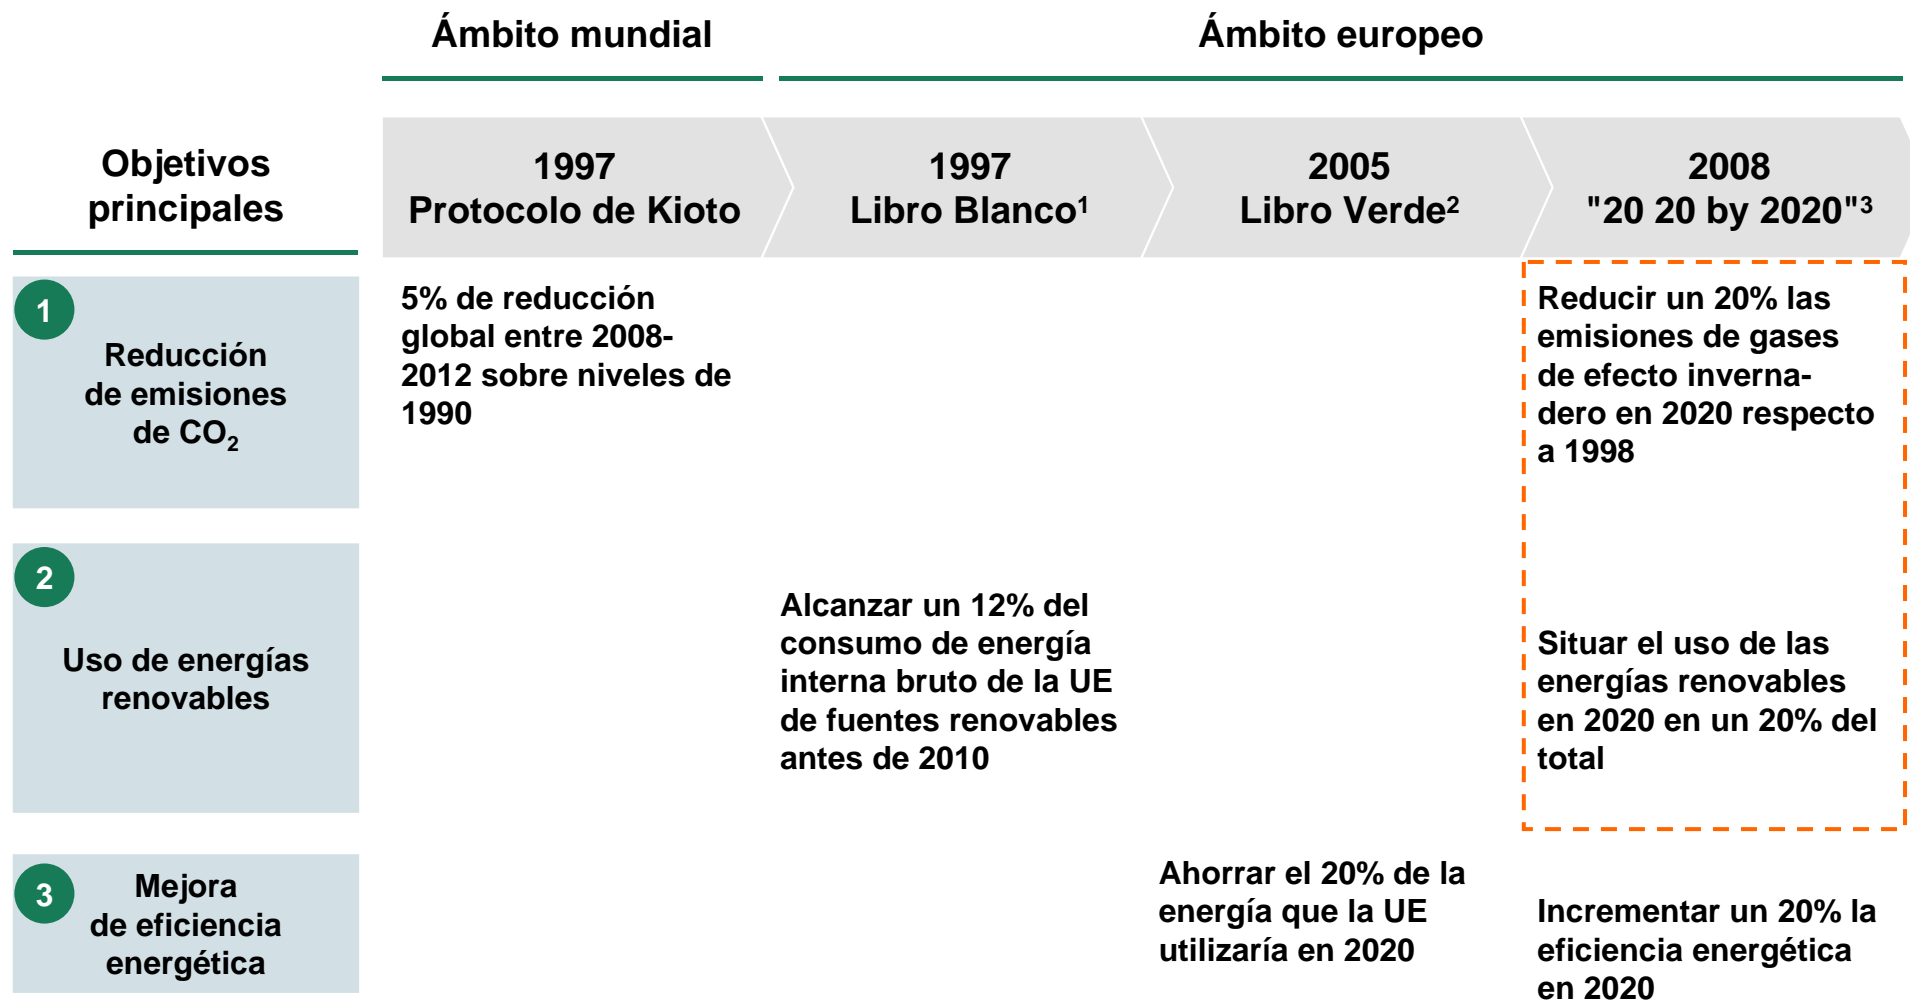 Ámbito mundial
Ámbito europeo
Objetivos
principales
1997
Protocolo de Kioto
1997
Libro Blanco¹
2005
Libro Verde²
2008
"20 20 by 2020"³
1
Reducción
de emisiones
de CO₂
5% de reducción
global entre 2008-
2012 sobre niveles de
1990
Reducir un 20% las
emisiones de gases
de efecto inverna-
dero en 2020 respecto
a 1998
2
Uso de energías
renovables
Alcanzar un 12% del
consumo de energía
interna bruto de la UE
de fuentes renovables
antes de 2010
Situar el uso de las
energías renovables
en 2020 en un 20% del
total
3
Mejora
de eficiencia
energética
Ahorrar el 20% de la
energía que la UE
utilizaría en 2020
Incrementar un 20% la
eficiencia energética
en 2020